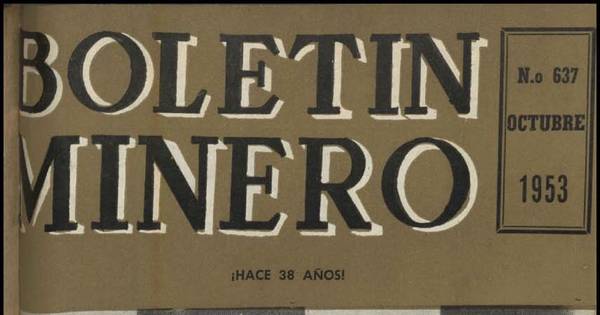 BOLETIN
MINERO
N.o 637
OCTUBRE
1953
¡HACE 38 AÑOS!